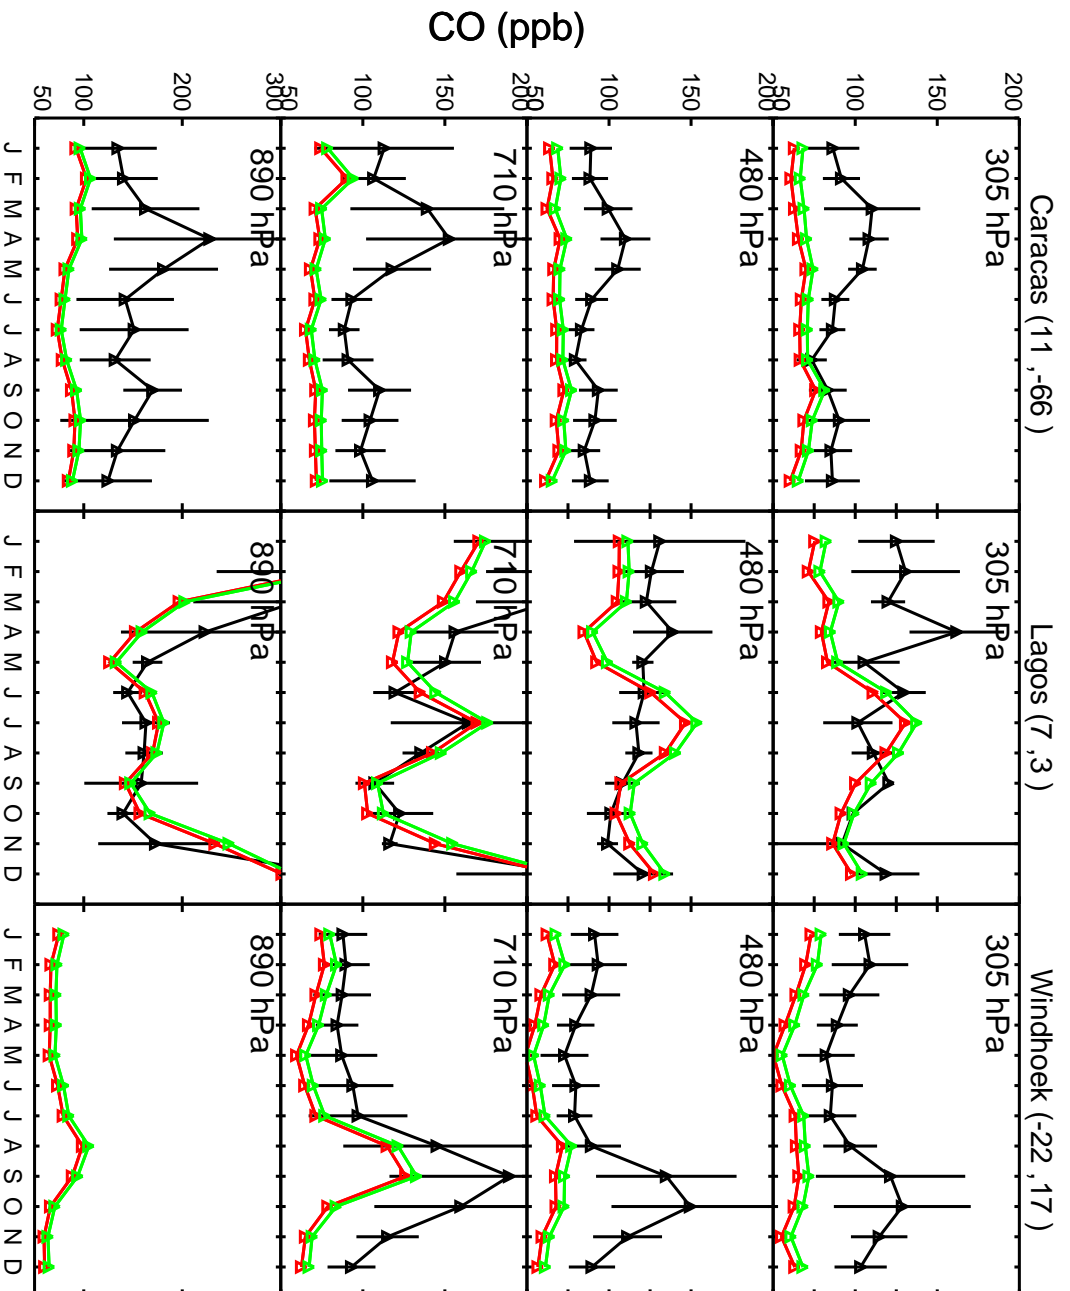 CO (ppb)
Caracas (11 ,-66 )
Lagos (7 ,3 )
Windhoek (-22 ,17 )
200
150
100
50
305 hPa
305 hPa
305 hPa
200
150
100
50
480 hPa
480 hPa
480 hPa
200
150
100
50
710 hPa
710 hPa
710 hPa
300
200
100
50
890 hPa
890 hPa
890 hPa
J F M A M J J A S O N D
J F M A M J J A S O N D
J F M A M J J A S O N D